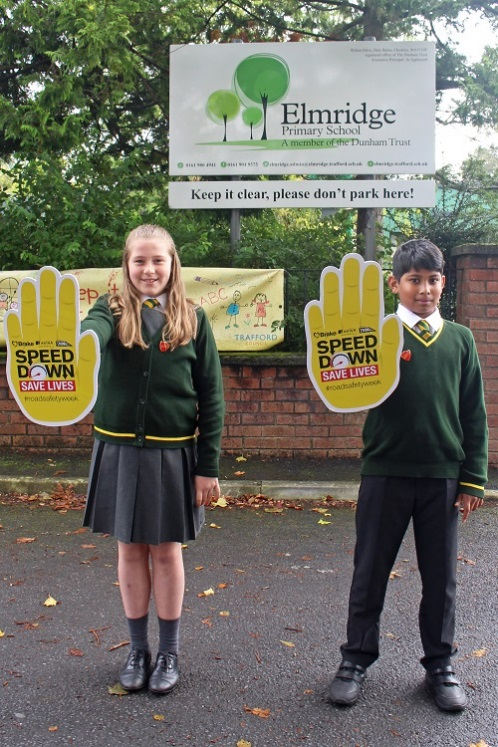 Elmridge
Primary School
A member of the Dunham Trust
Keep it clear, please don't park here!
ABC
TRAFFORD
Brake
SPEED
DOWN
SAVE LIVES
#roadsafetyweek
Brake
SPEED
DOWN
SAVE LIVES
#roadsafetyweek